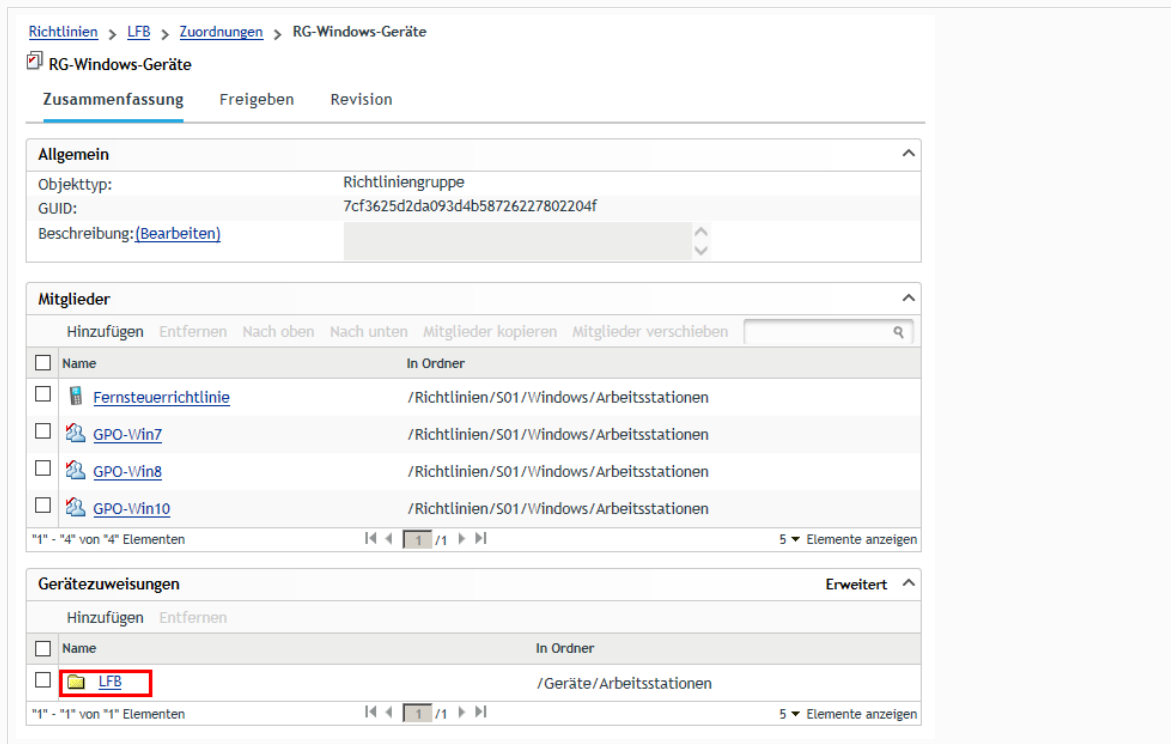 Richtlinien > LFB > Zuordnungen > RG-Windows-Geräte
RG-Windows-Geräte
Zusammenfassung Freigeben Revision
Allgemein
Objekttyp: Richtliniengruppe
GUID: 7cf3625d2da093d4b58726227802204f
Beschreibung:(Bearbeiten)
Mitglieder
Hinzufügen Entfernen Nach oben Nach unten Mitglieder kopieren Mitglieder verschieben
Name In Ordner
Fernsteuerrichtlinie /Richtlinien/S01/Windows/Arbeitsstationen
GPO-Win7 /Richtlinien/S01/Windows/Arbeitsstationen
GPO-Win8 /Richtlinien/S01/Windows/Arbeitsstationen
GPO-Win10 /Richtlinien/S01/Windows/Arbeitsstationen
"1" - "4" von "4" Elementen 1 /1 5 Elemente anzeigen
Gerätezuweisungen Erweitert
Hinzufügen Entfernen
Name In Ordner
LFB /Geräte/Arbeitsstationen
"1" - "1" von "1" Elementen 1 /1 5 Elemente anzeigen